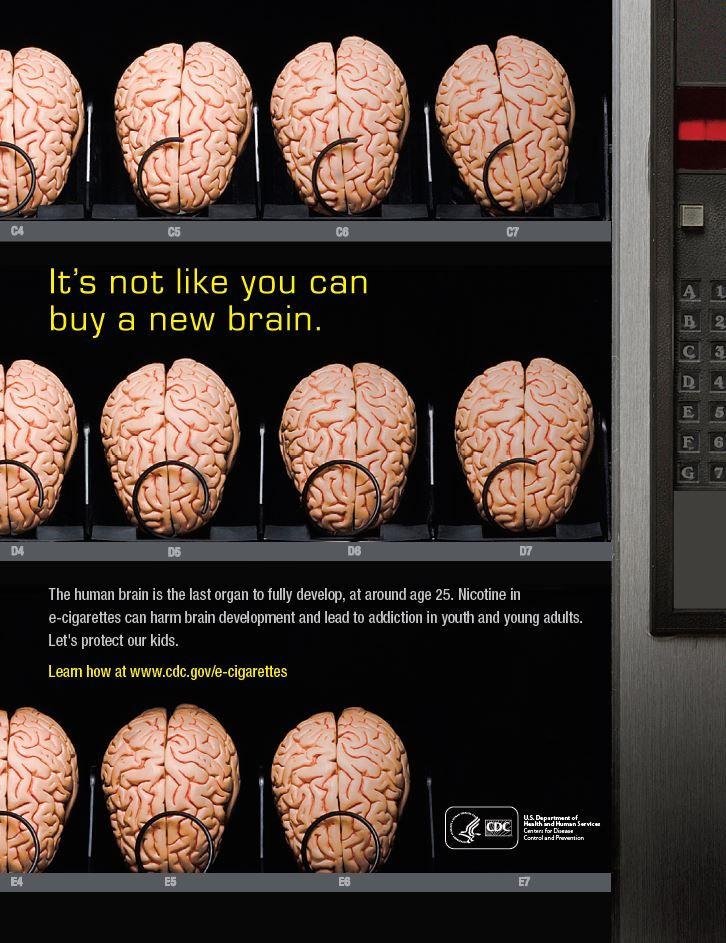 C4 C5 C6 C7
It's not like you can
buy a new brain.
A 1
B 2
C 3
D 4
E 5
F 6
G 7
D4 D5 D6 D7
The human brain is the last organ to fully develop, at around age 25. Nicotine in
e-cigarettes can harm brain development and lead to addiction in youth and young adults.
Let's protect our kids.
Learn how at www.cdc.gov/e-cigarettes
CDC
U.S. Department of
Health and Human Services
Centers for Disease
Control and Prevention
E4 E5 E6 E7